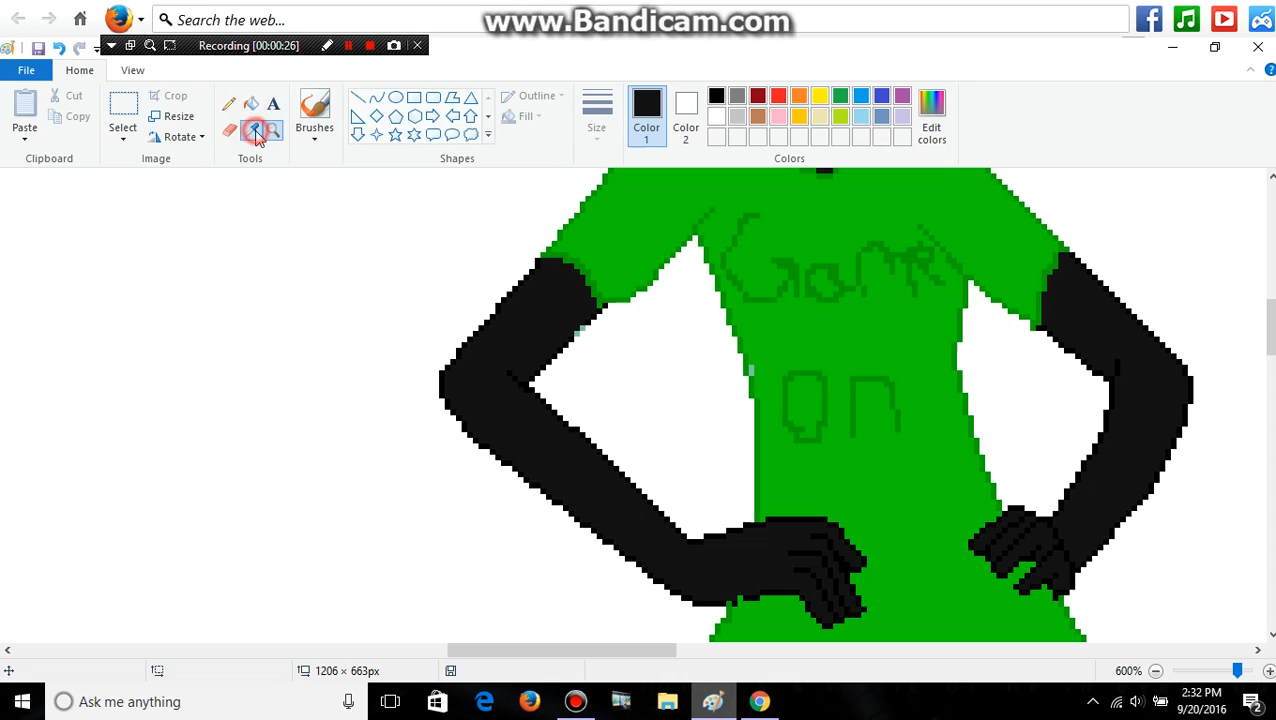 www.Bandicam.com
Search the web...
Recording [00:00:26]
File
Home
View
Cut
Copy
Paste
Clipboard
Select
Crop
Resize
Rotate
Image
A
Tools
Brushes
Outline
Fill
Shapes
Size
Color 1
Color 2
Edit colors
Colors
Game
on
1206 × 663px
600%
Ask me anything
2:32 PM
9/20/2016
2